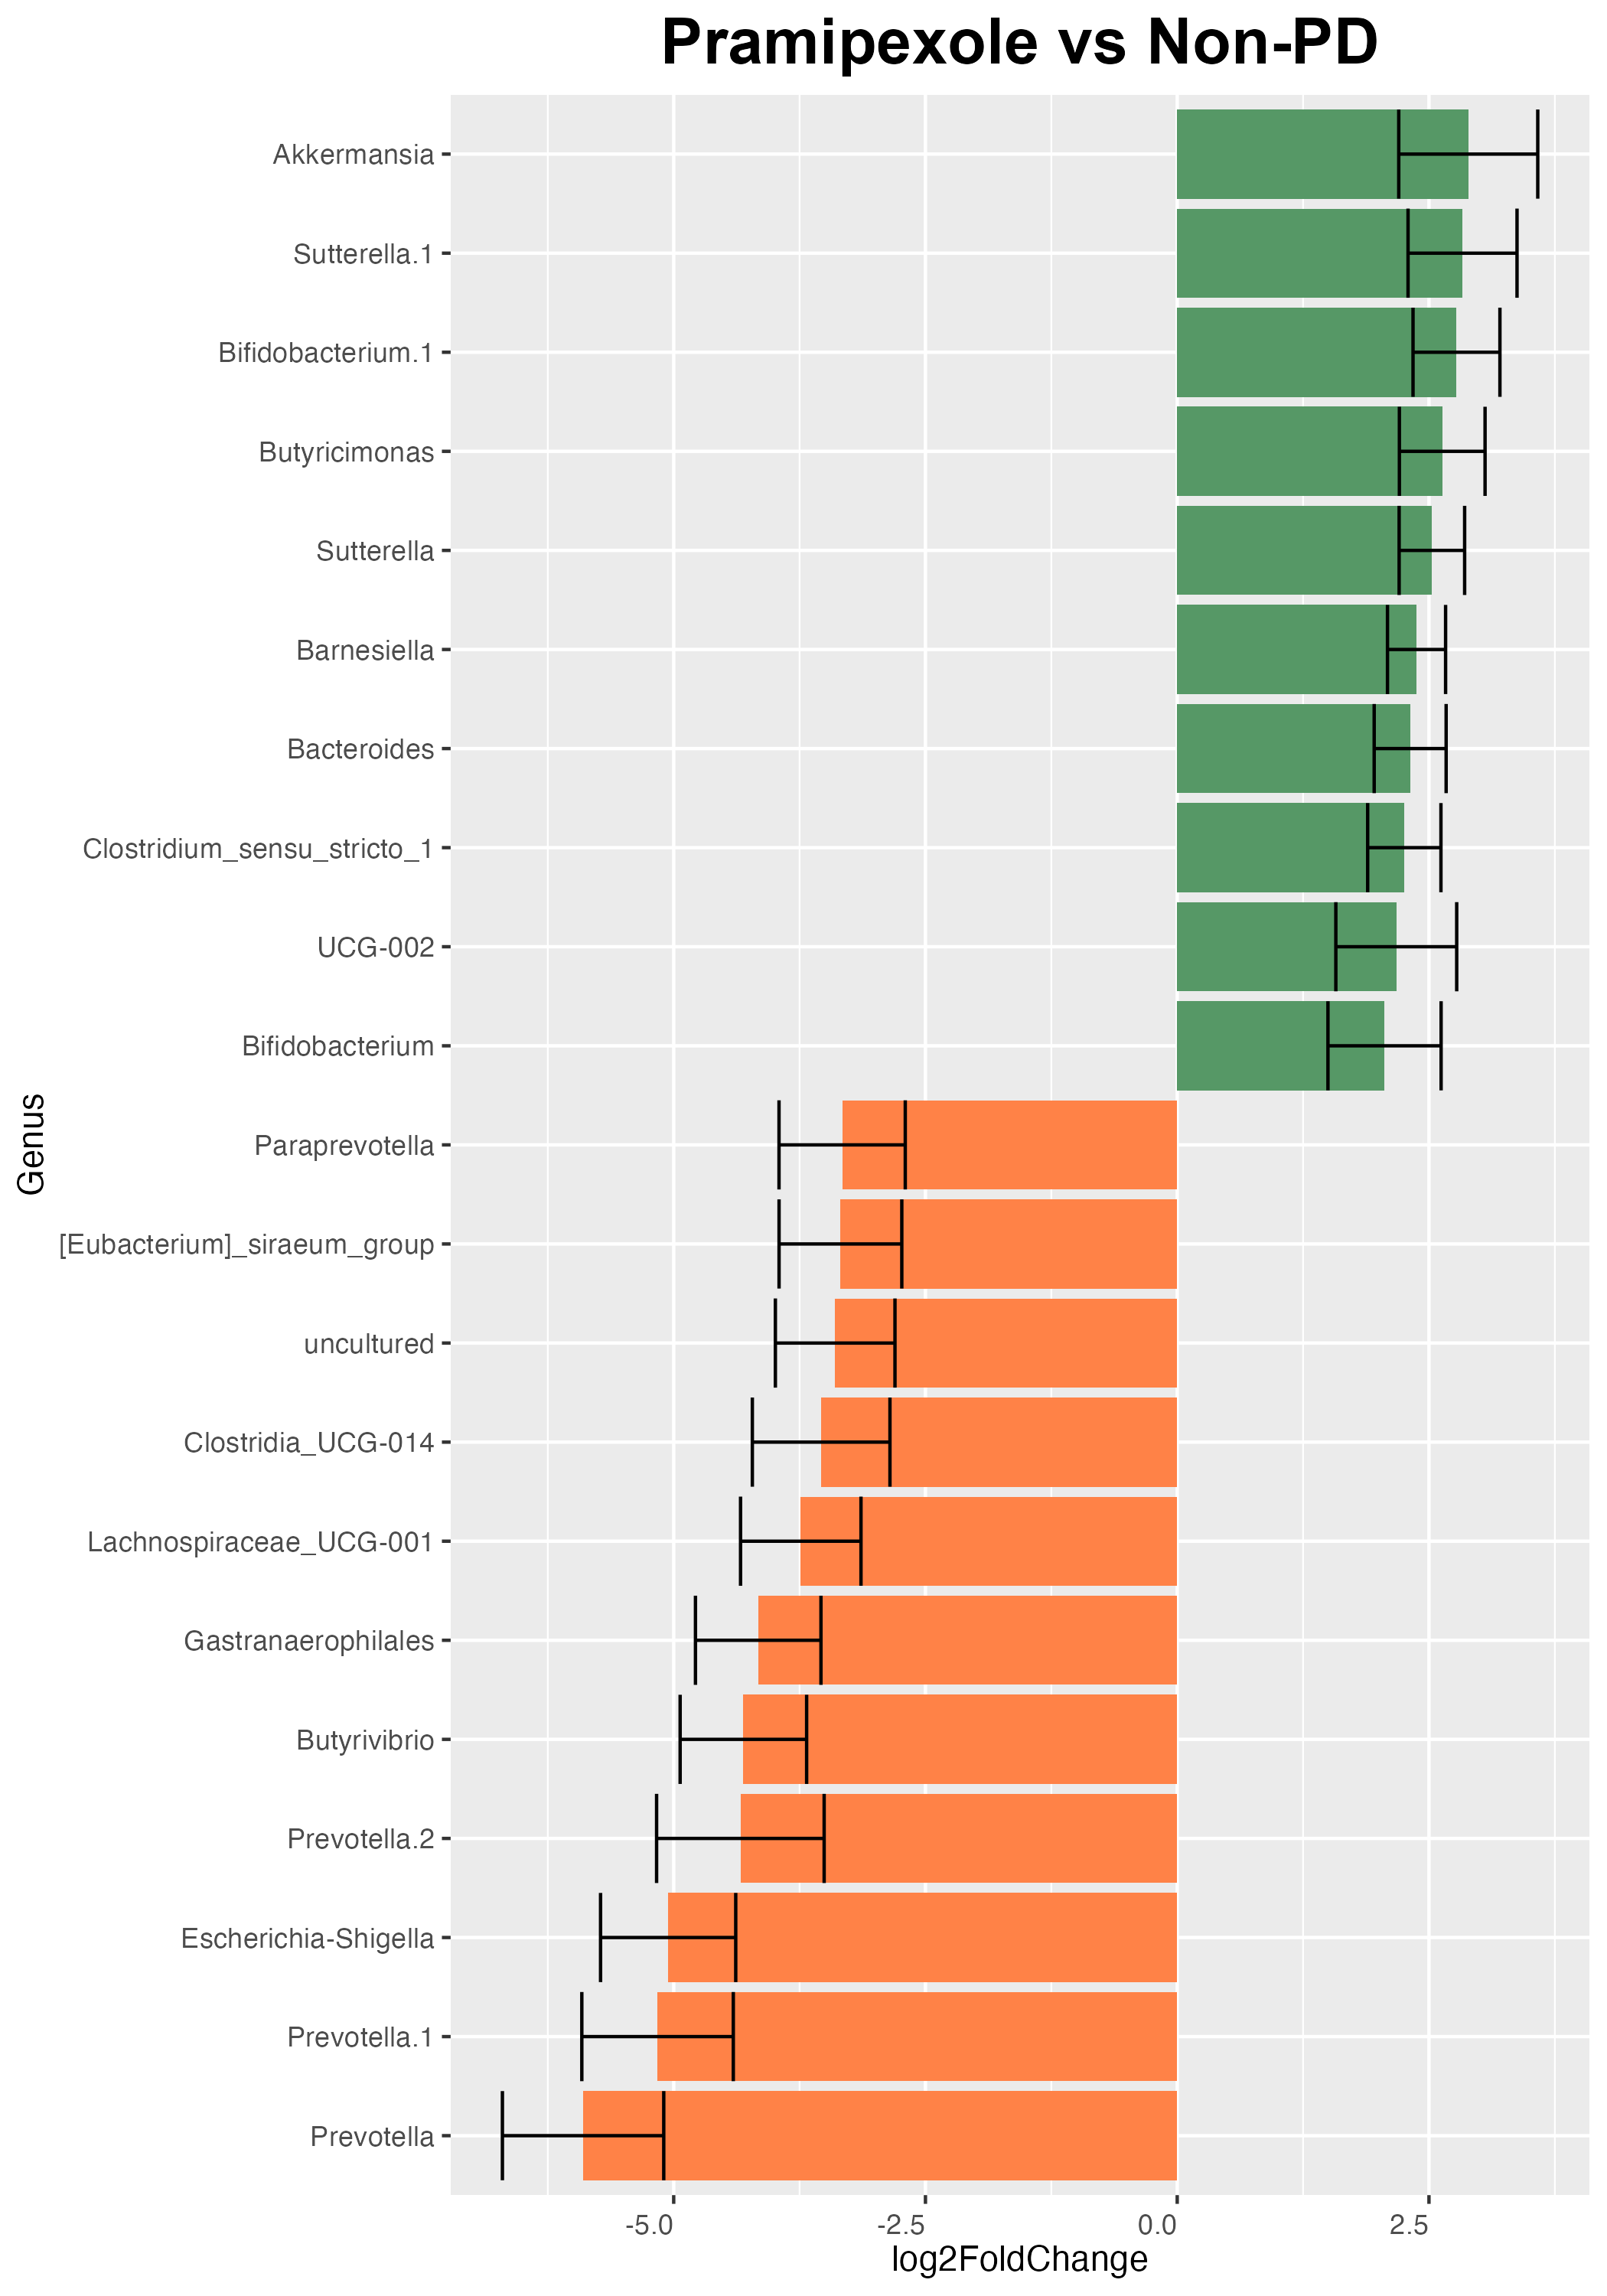 Pramipexole vs Non-PD
Akkermansia
Sutterella.1
Bifidobacterium.1
Butyricimonas
Sutterella
Barnesiella
Bacteroides
Clostridium_sensu_stricto_1
UCG-002
Bifidobacterium
Genus
Paraprevotella
[Eubacterium]_siraeum_group
uncultured
Clostridia_UCG-014
Lachnospiraceae_UCG-001
Gastranaerophilales
Butyrivibrio
Prevotella.2
Escherichia-Shigella
Prevotella.1
Prevotella
-5.0 -2.5 0.0 2.5
log2FoldChange